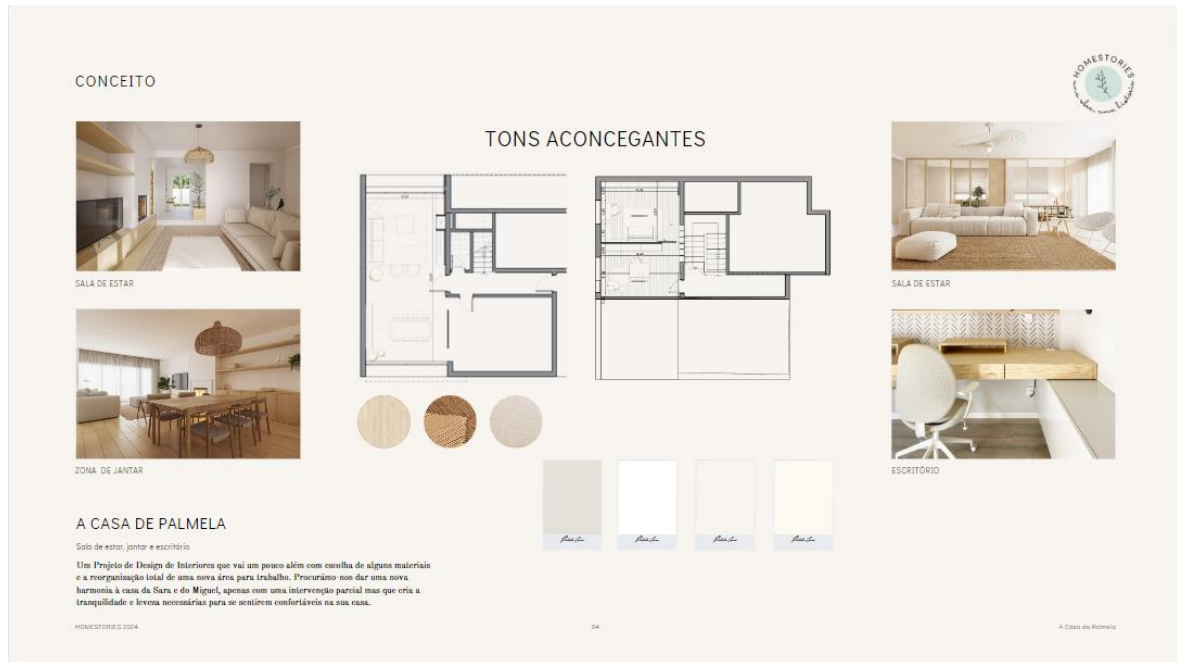 CONCEITO
HOMESTORIES
TONS ACONCEGANTES
SALA DE ESTAR
SALA DE ESTAR
ZONA DE JANTAR
ESCRITÓRIO
A CASA DE PALMELA
Sala de estar, jantar e escritório
Um Projeto de Design de Interiores que vai um pouco além com escolha de alguns materiais
e a reorganização total de uma nova área para trabalho. Procurámo-nos dar uma nova
harmonia à casa da Sara e do Miguel, apenas com uma intervenção parcial mas que cria a
tranquilidade e leveza necessárias para se sentirem confortáveis na sua casa.
HOMESTORIES 2024
94
A Casa de Palmela